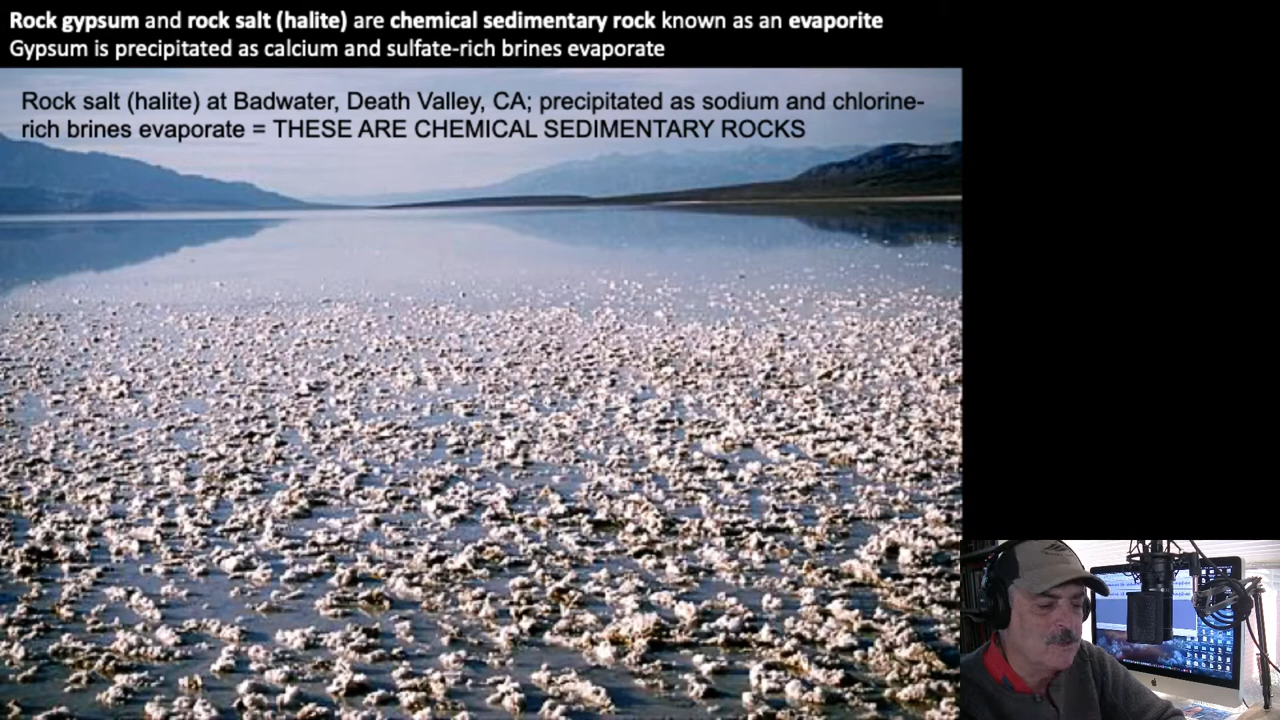 Rock gypsum and rock salt (halite) are chemical sedimentary rock known as an evaporite
Gypsum is precipitated as calcium and sulfate-rich brines evaporate
Rock salt (halite) at Badwater, Death Valley, CA; precipitated as sodium and chlorine-
rich brines evaporate = THESE ARE CHEMICAL SEDIMENTARY ROCKS